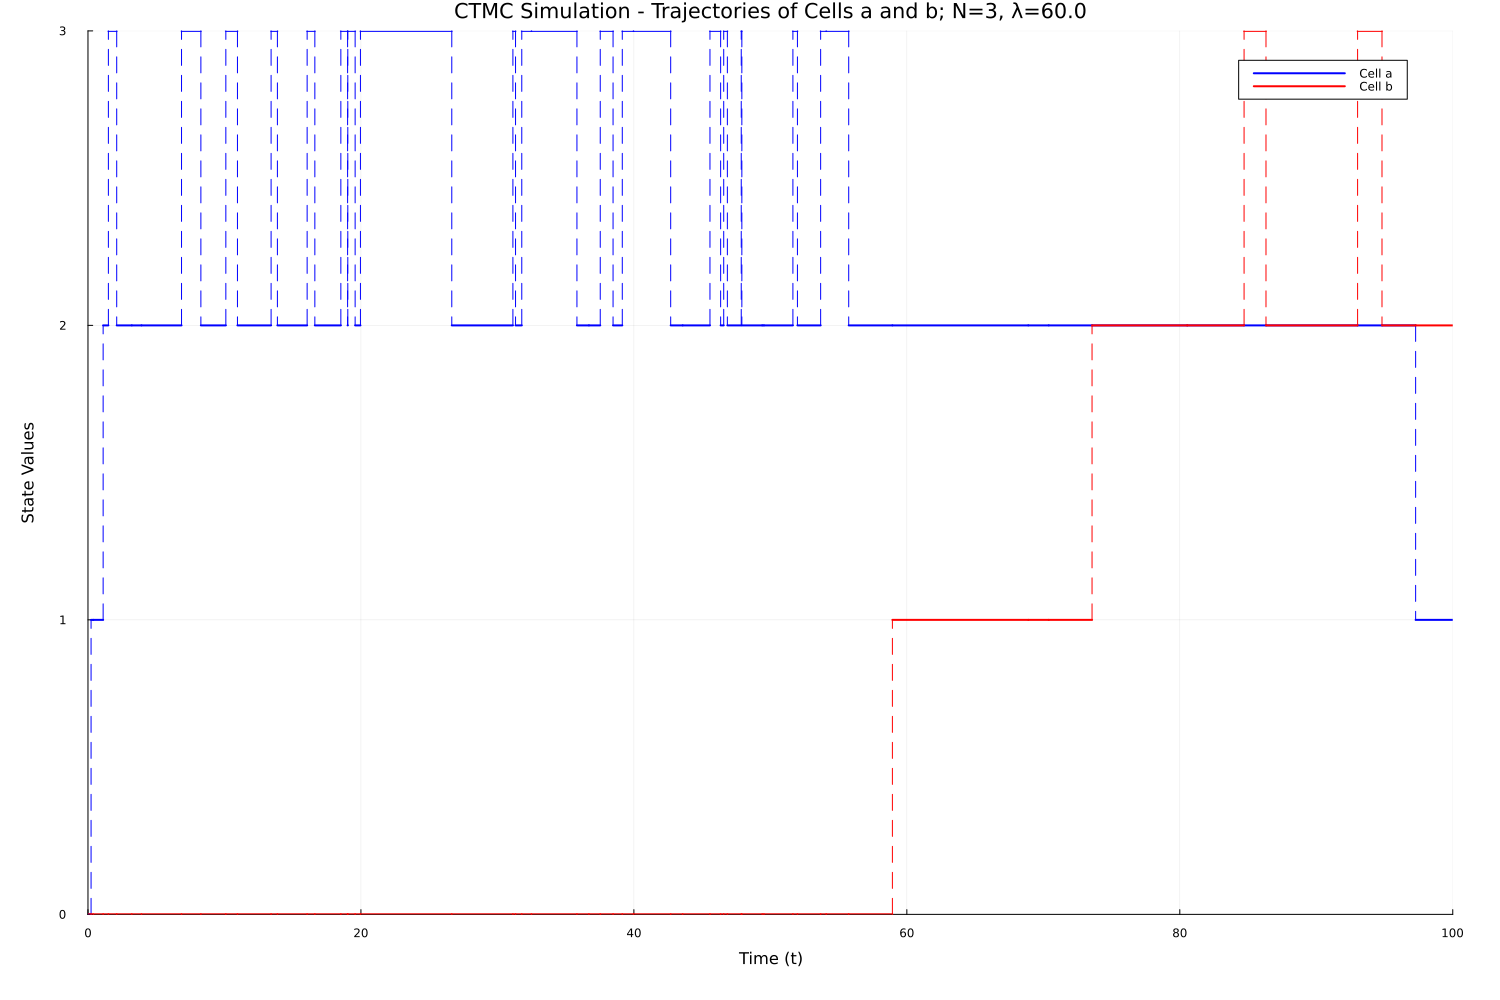 CTMC Simulation - Trajectories of Cells a and b; N=3, λ=60.0
3
Cell a
Cell b
2
State Values
1
0
0 20 40 60 80 100
Time (t)